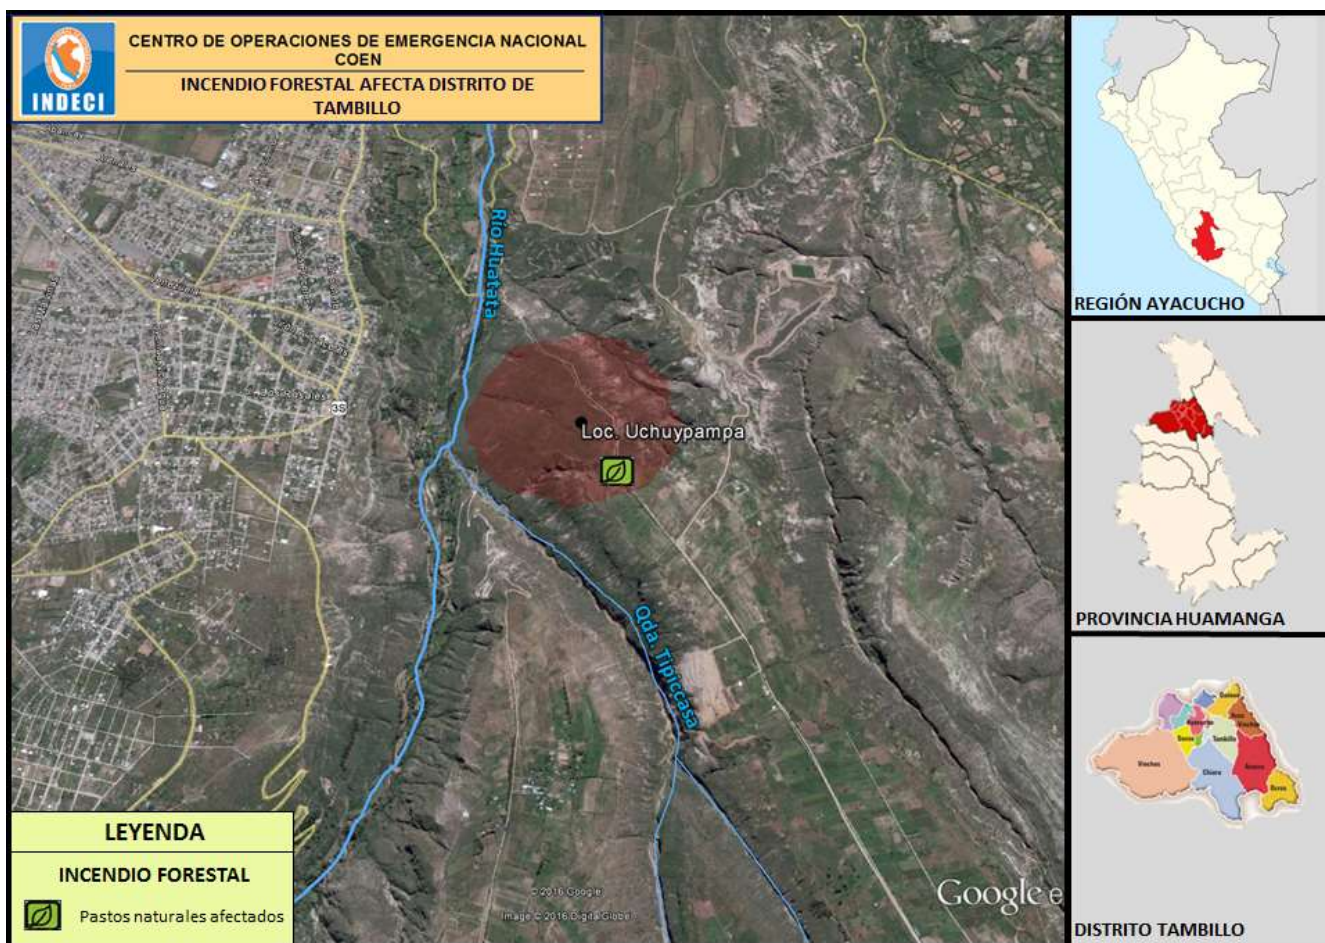 INDECI
CENTRO DE OPERACIONES DE EMERGENCIA NACIONAL
COEN
INCENDIO FORESTAL AFECTA DISTRITO DE
TAMBILLO
Río Huatata
3S
Loc. Uchuypampa
Qda. Tipiccasa
LEYENDA
INCENDIO FORESTAL
Pastos naturales afectados
© 2016 Google
Image © 2016 DigitalGlobe
Google e
REGIÓN AYACUCHO
PROVINCIA HUAMANGA
Tambillo
Vinchos
Chiara
DISTRITO TAMBILLO